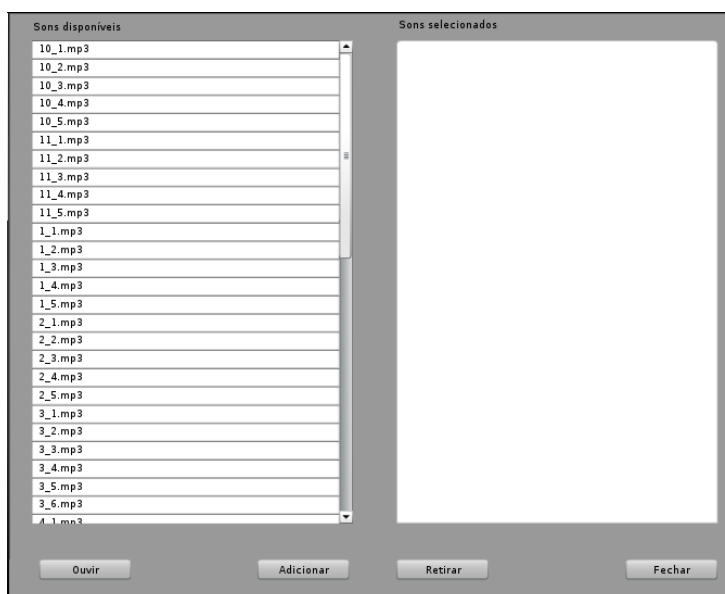 Sons disponíveis
10_1.mp3
10_2.mp3
10_3.mp3
10_4.mp3
10_5.mp3
11_1.mp3
11_2.mp3
11_3.mp3
11_4.mp3
11_5.mp3
1_1.mp3
1_2.mp3
1_3.mp3
1_4.mp3
1_5.mp3
2_1.mp3
2_2.mp3
2_3.mp3
2_4.mp3
2_5.mp3
3_1.mp3
3_2.mp3
3_3.mp3
3_4.mp3
3_5.mp3
3_6.mp3
4_1.mp3
Sons selecionados
Ouvir
Adicionar
Retirar
Fechar